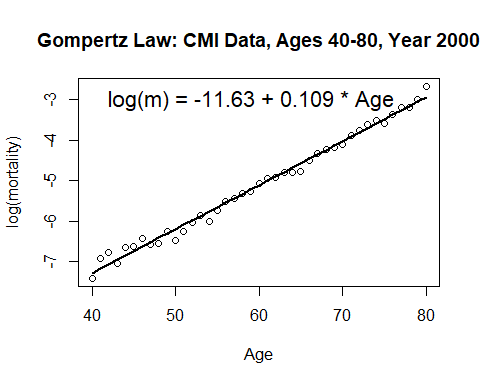 Gompertz Law: CMI Data, Ages 40-80, Year 2000
log(m) = -11.63 + 0.109 * Age
log(mortality)
-3
-4
-5
-6
-7
40 50 60 70 80
Age